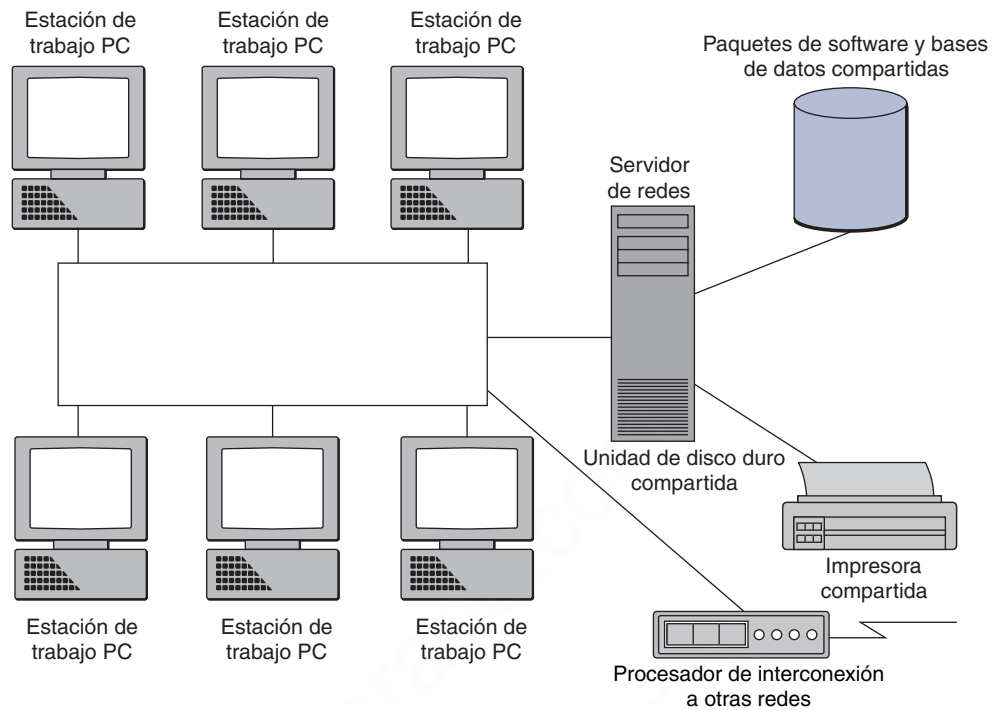 Estación de
trabajo PC
Estación de
trabajo PC
Estación de
trabajo PC
Paquetes de software y bases
de datos compartidas
Servidor
de redes
Unidad de disco duro
compartida
Impresora
compartida
Estación de
trabajo PC
Estación de
trabajo PC
Estación de
trabajo PC
Procesador de interconexión
a otras redes